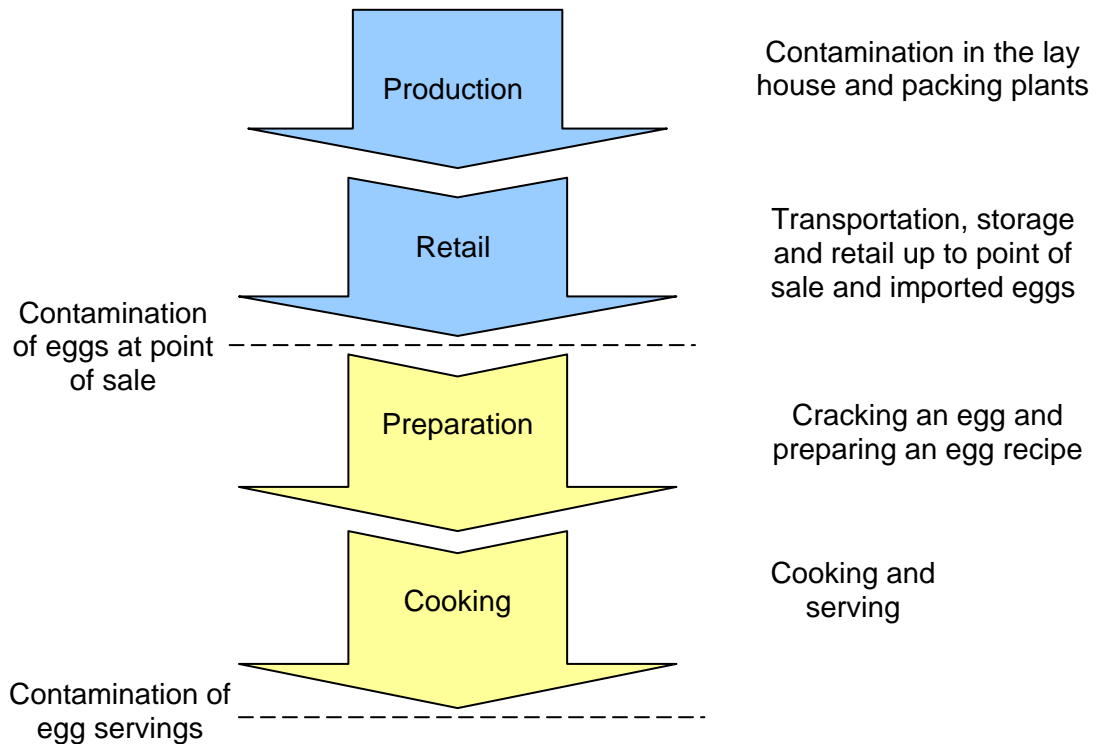 Production
Contamination in the lay
house and packing plants
Retail
Transportation, storage
and retail up to point of
sale and imported eggs
Contamination
of eggs at point
of sale
Preparation
Cracking an egg and
preparing an egg recipe
Cooking
Cooking and
serving
Contamination of
egg servings